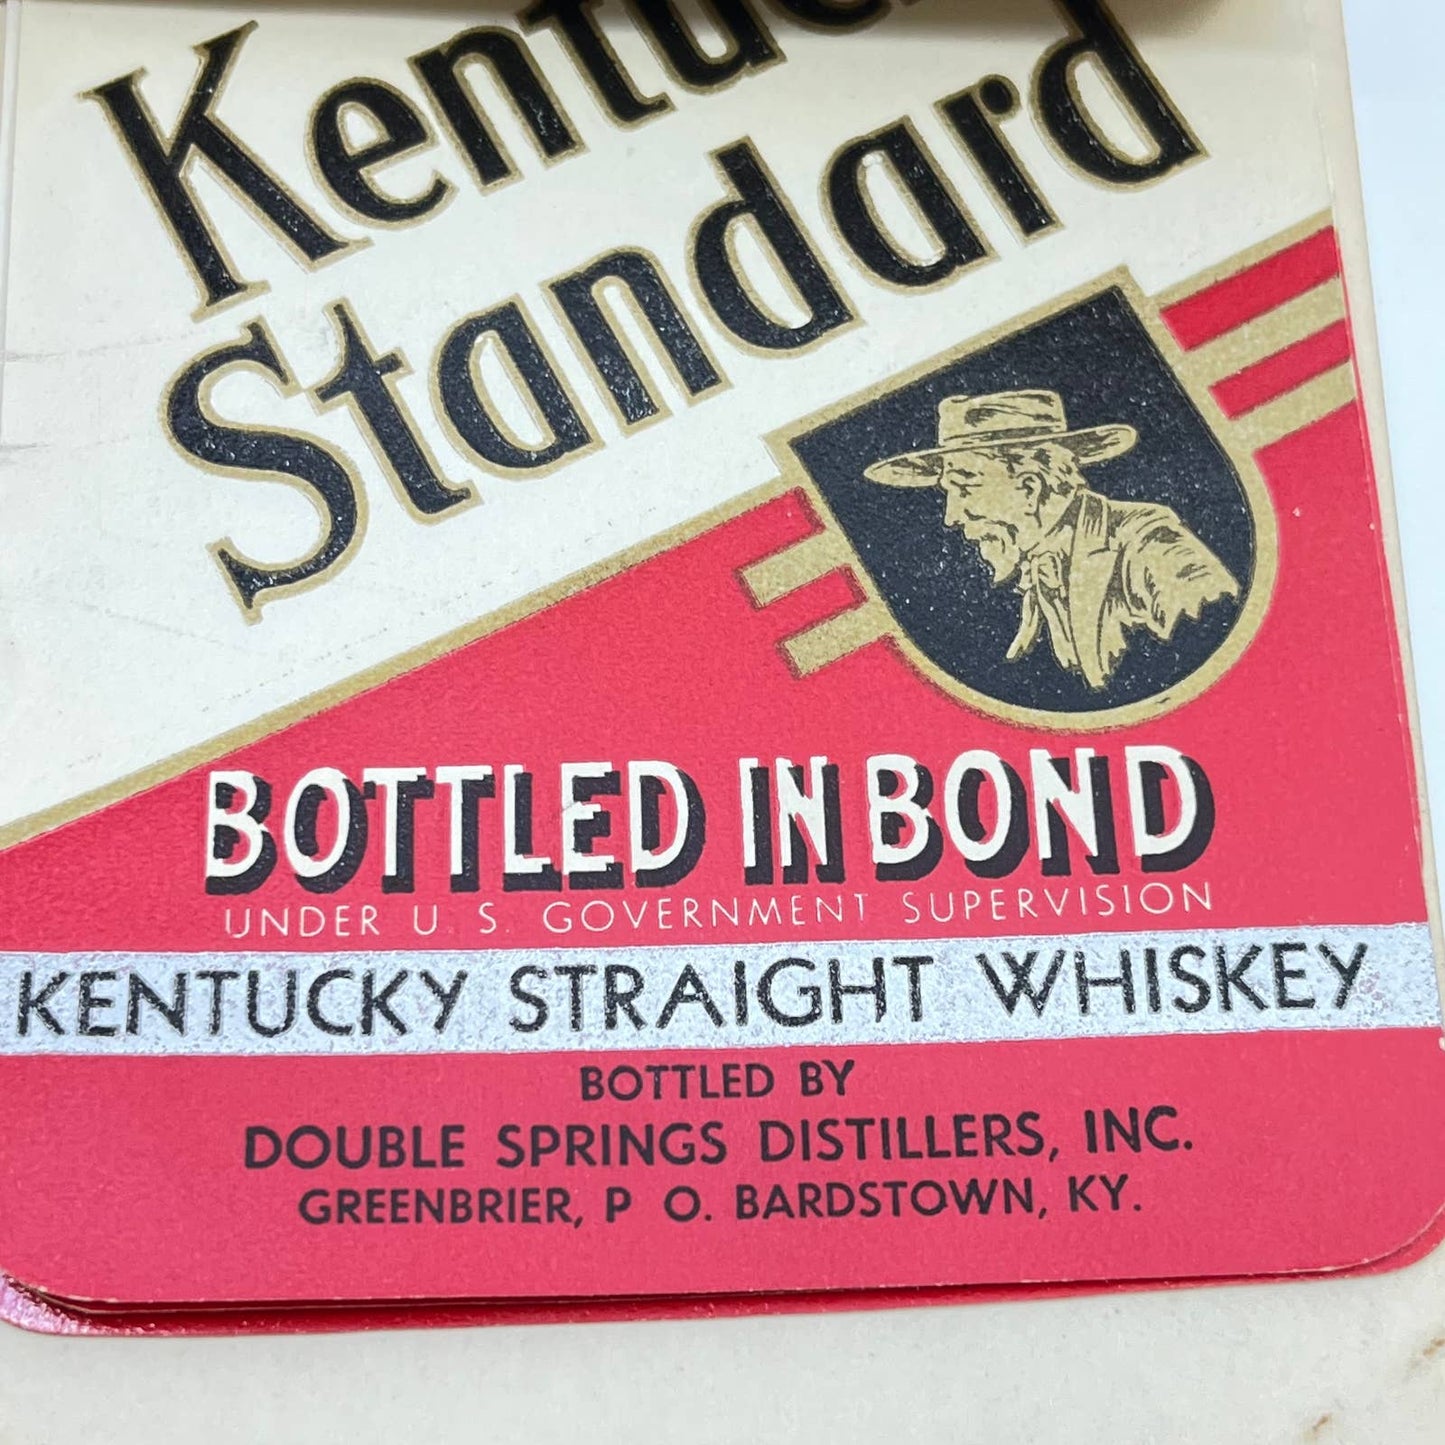 Kentucky
Standard
BOTTLED IN BOND
UNDER U S. GOVERNMENT SUPERVISION
KENTUCKY STRAIGHT WHISKEY
BOTTLED BY
DOUBLE SPRINGS DISTILLERS, INC.
GREENBRIER, P O. BARDSTOWN, KY.